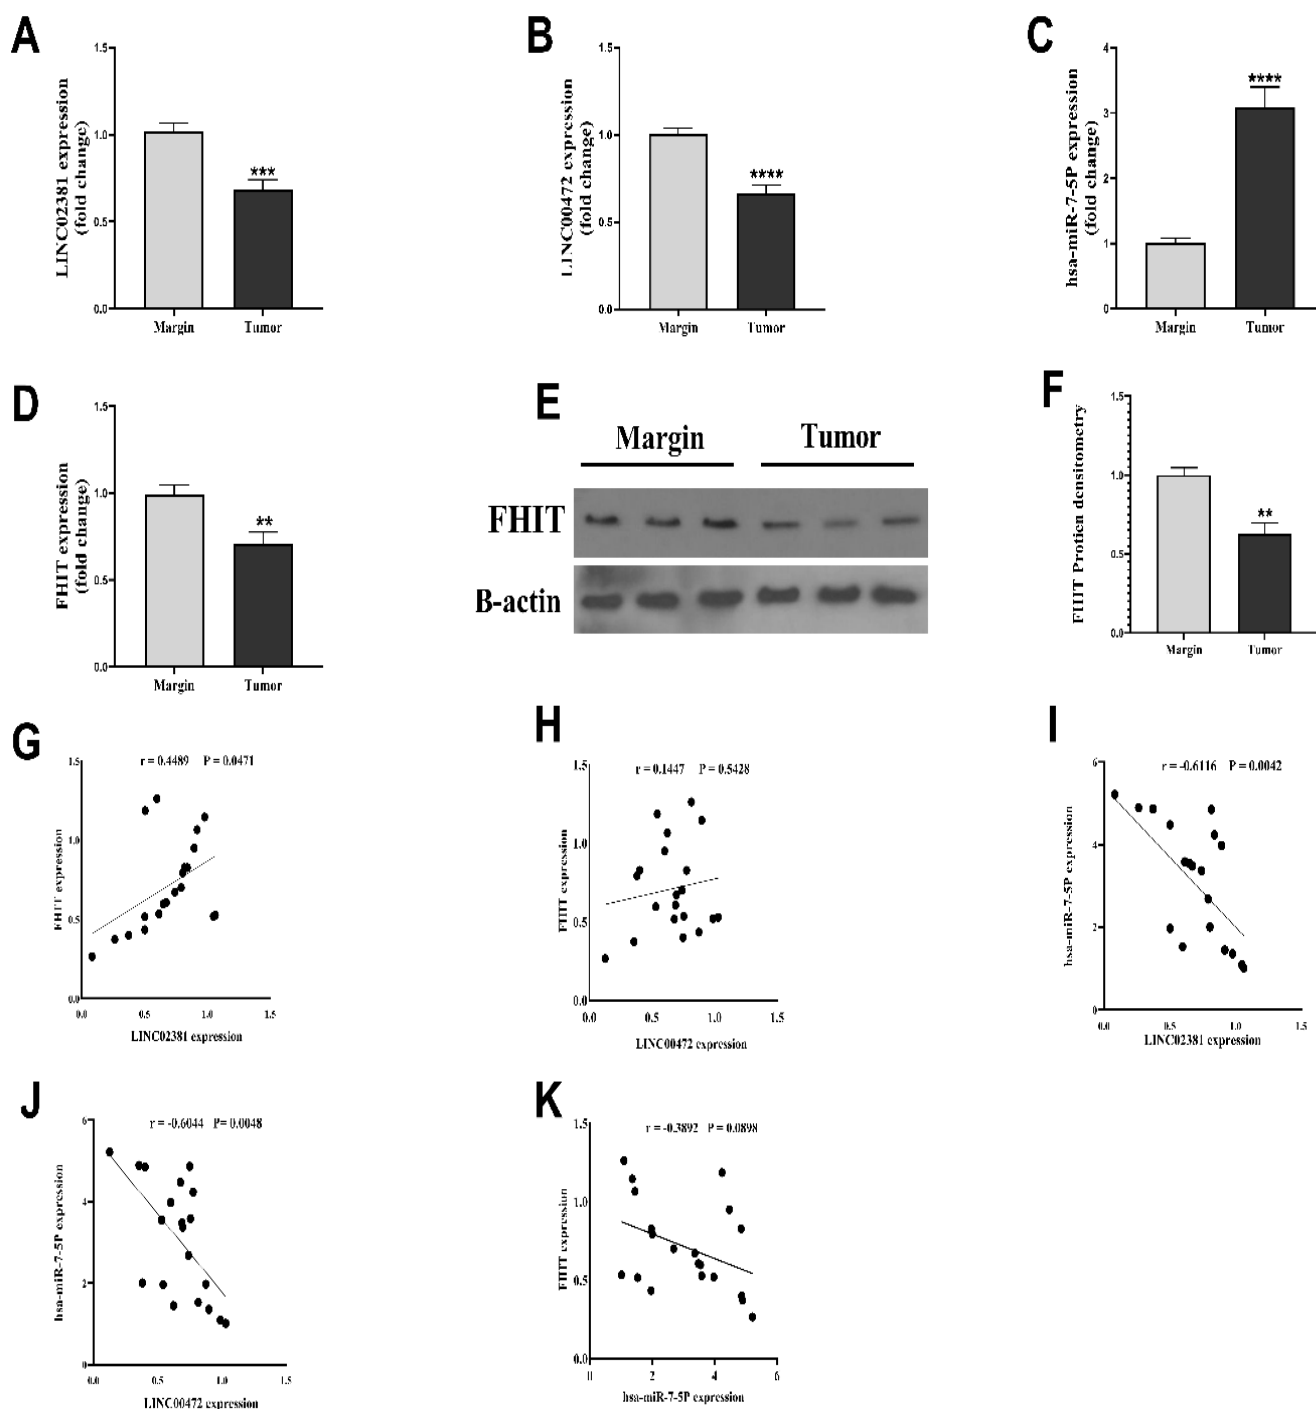 A
LINC02381 expression
(fold change)
1.5
1.0
0.5
0.0
***
Margin Tumor
B
LINC00472 expression
(fold change)
1.5
1.0
0.5
0.0
****
Margin Tumor
C
hsa-miR-7-5P expression
(fold change)
4
3
2
1
0
****
Margin Tumor
D
FHIT expression
(fold change)
1.5
1.0
0.5
0.0
**
Margin Tumor
E
Margin Tumor
FHIT
B-actin
F
FHIT Protien densitometry
1.5
1.0
0.5
0.0
**
Margin Tumor
G
r = 0.4489 P = 0.0471
FHIT expression
1.5
1.0
0.5
0.0
0.0 0.5 1.0 1.5
LINC02381 expression
H
r = 0.1447 P = 0.5428
FHIT expression
1.5
1.0
0.5
0.0
0.0 0.5 1.0 1.5
LINC00472 expression
I
r = -0.6116 P = 0.0042
hsa-miR-7-5P expression
6
4
2
0
0.0 0.5 1.0 1.5
LINC02381 expression
J
r = -0.6044 P= 0.0048
hsa-miR-7-5P expression
6
4
2
0
0.0 0.5 1.0 1.5
LINC00472 expression
K
r = -0.3892 P = 0.0898
FHIT expression
1.5
1.0
0.5
0.0
0 2 4 6
hsa-miR-7-5P expression